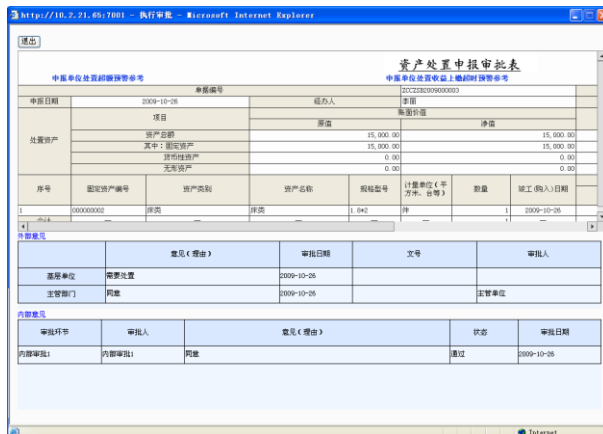 http://10.2.21.65:7001 - 执行审批 - Microsoft Internet Explorer
退出
资产处置申报审批表
申报单位处置超额预警参考 申报单位处置收益上缴超时预警参考
单据编号 ZCCZSB2009000003
申报日期 2009-10-26 经办人 李丽
处置资产 项目 账面价值
原值 净值
资产总额 15,000.00 15,000.00
其中：固定资产 15,000.00 15,000.00
货币性资产 0.00 0.00
无形资产 0.00 0.00
序号 固定资产编号 资产类别 资产名称 规格型号 计量单位(平方米、台等) 数量 竣工(购入)日期
1 000000002 床类 床类 1.8*2 件 1 2009-10-26
合计 — — — — — 1 —
外部意见
意见(理由) 审批日期 文号 审批人
基层单位 需要处置 2009-10-26
主管部门 同意 2009-10-26 主管单位
内部意见
审批环节 审批人 意见(理由) 状态 审批日期
内部审批1 内部审批1 同意 通过 2009-10-26
Internet